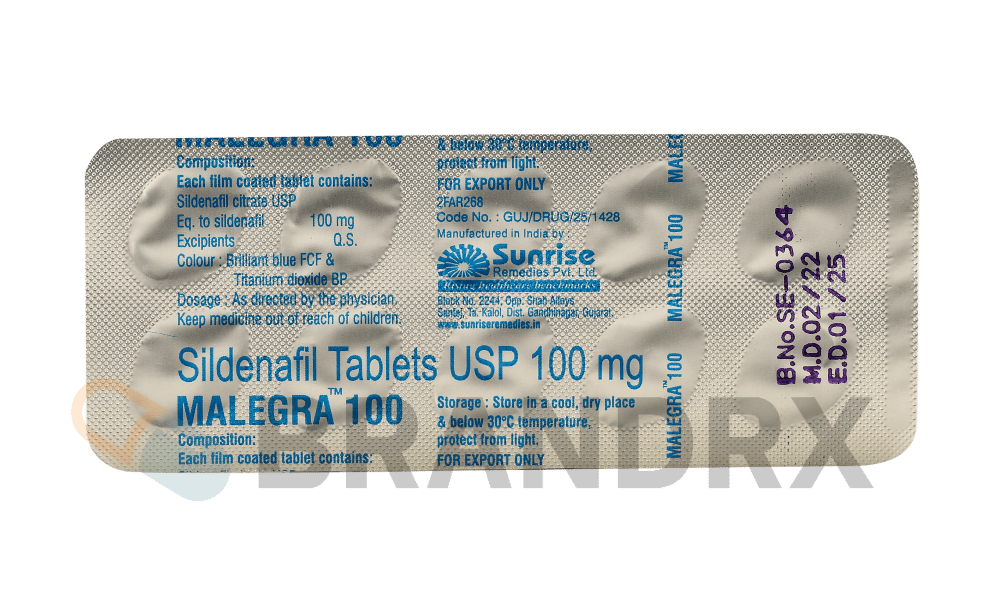 MALEGRA 100
Composition:
Each film coated tablet contains:
Sildenafil citrate USP
Eq. to sildenafil 100 mg
Excipients Q.S.
Colour : Brilliant blue FCF &
Titanium dioxide BP
Dosage : As directed by the physician.
Keep medicine out of reach of children.
& below 30°C temperature,
protect from light.
FOR EXPORT ONLY
2FAR268
Code No. : GUJ/DRUG/25/1428
Manufactured in India by :
Sunrise
Remedies Pvt. Ltd.
Rising healthcare benchmarks
Block No. 2244, Opp. Shah Alloys
Santej, Ta. Kalol, Dist. Gandhinagar, Gujarat.
www.sunriseremedies.in
Sildenafil Tablets USP 100 mg
MALEGRA™ 100
Composition:
Each film coated tablet contains:
Storage : Store in a cool, dry place
& below 30°C temperature,
protect from light.
FOR EXPORT ONLY
MALEGRA™ 100
MALEGRA™ 100
B.No.SE-0364
M.D.02/22
E.D.01/25
BRANDRX